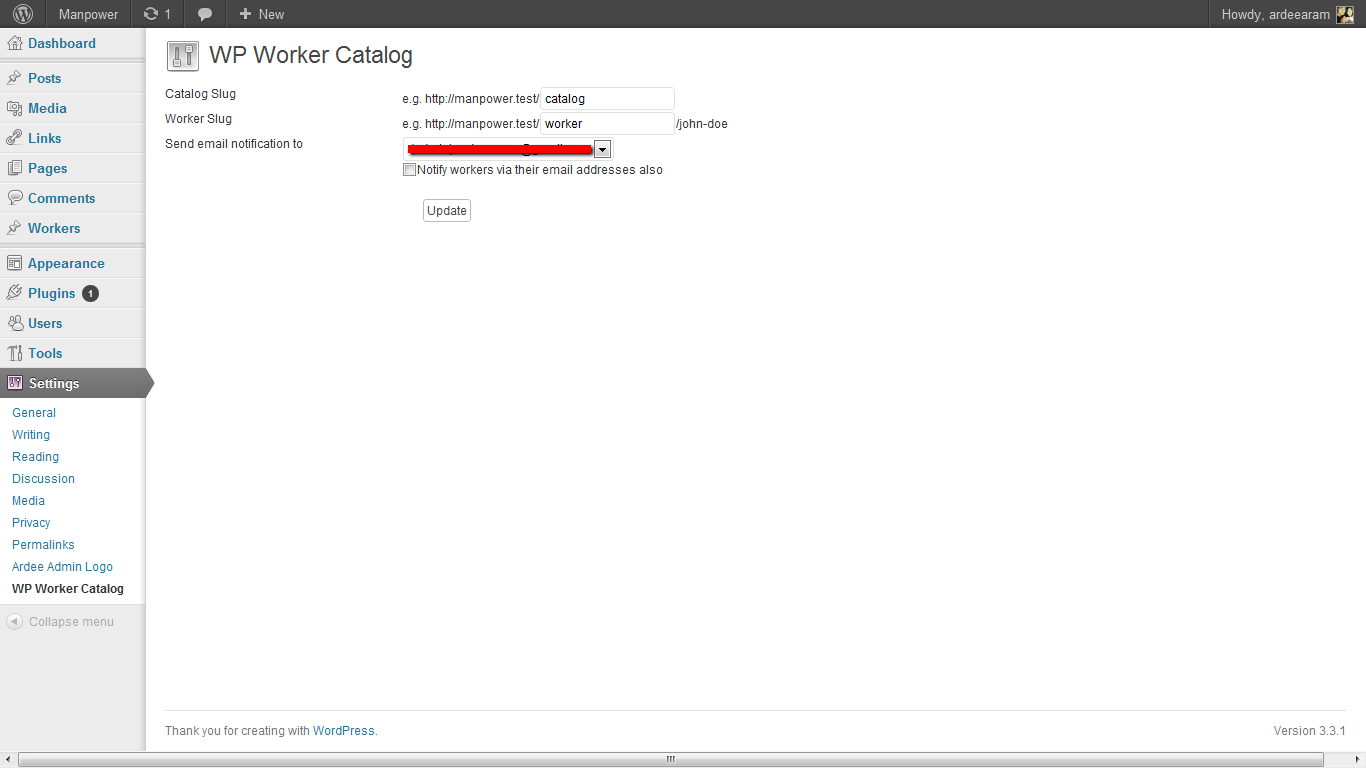 Manpower 1 New Howdy, ardeearam
Dashboard
Posts
Media
Links
Pages
Comments
Workers
Appearance
Plugins 1
Users
Tools
Settings
General
Writing
Reading
Discussion
Media
Privacy
Permalinks
Ardee Admin Logo
WP Worker Catalog
Collapse menu
WP Worker Catalog
Catalog Slug e.g. http://manpower.test/ catalog
Worker Slug e.g. http://manpower.test/ worker /john-doe
Send email notification to
Notify workers via their email addresses also
Update
Thank you for creating with WordPress. Version 3.3.1